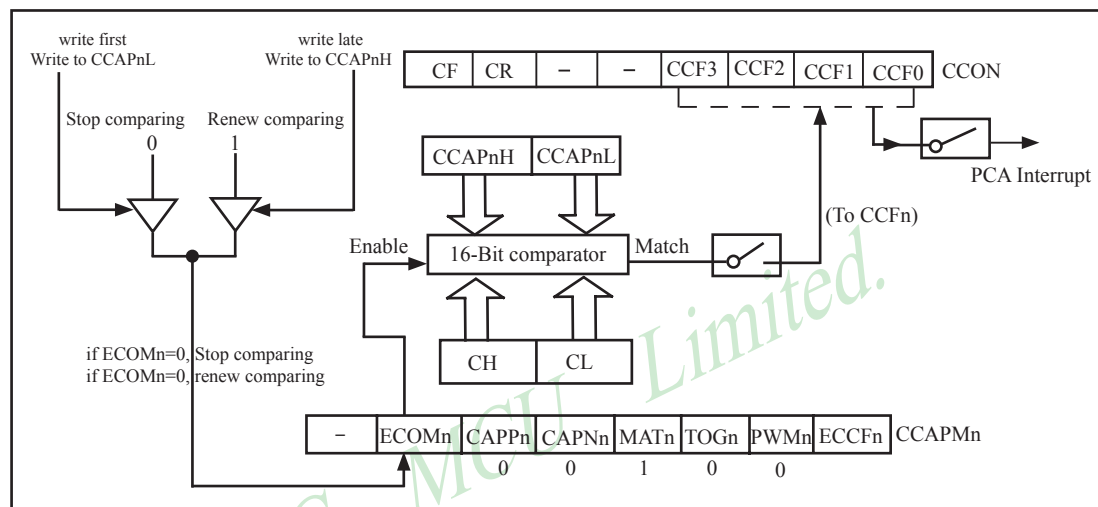 write first
Write to CCAPnL
write late
Write to CCAPnH
CF CR – – CCF3 CCF2 CCF1 CCF0 CCON
Stop comparing
0
Renew comparing
1
CCAPnH CCAPnL
PCA Interrupt
(To CCFn)
Enable
16-Bit comparator
Match
CH CL
if ECOMn=0, Stop comparing
if ECOMn=0, renew comparing
– ECOMn CAPPn CAPNn MATn TOGn PWMn ECCFn CCAPMn
0 0 1 0 0
MCU Limited.